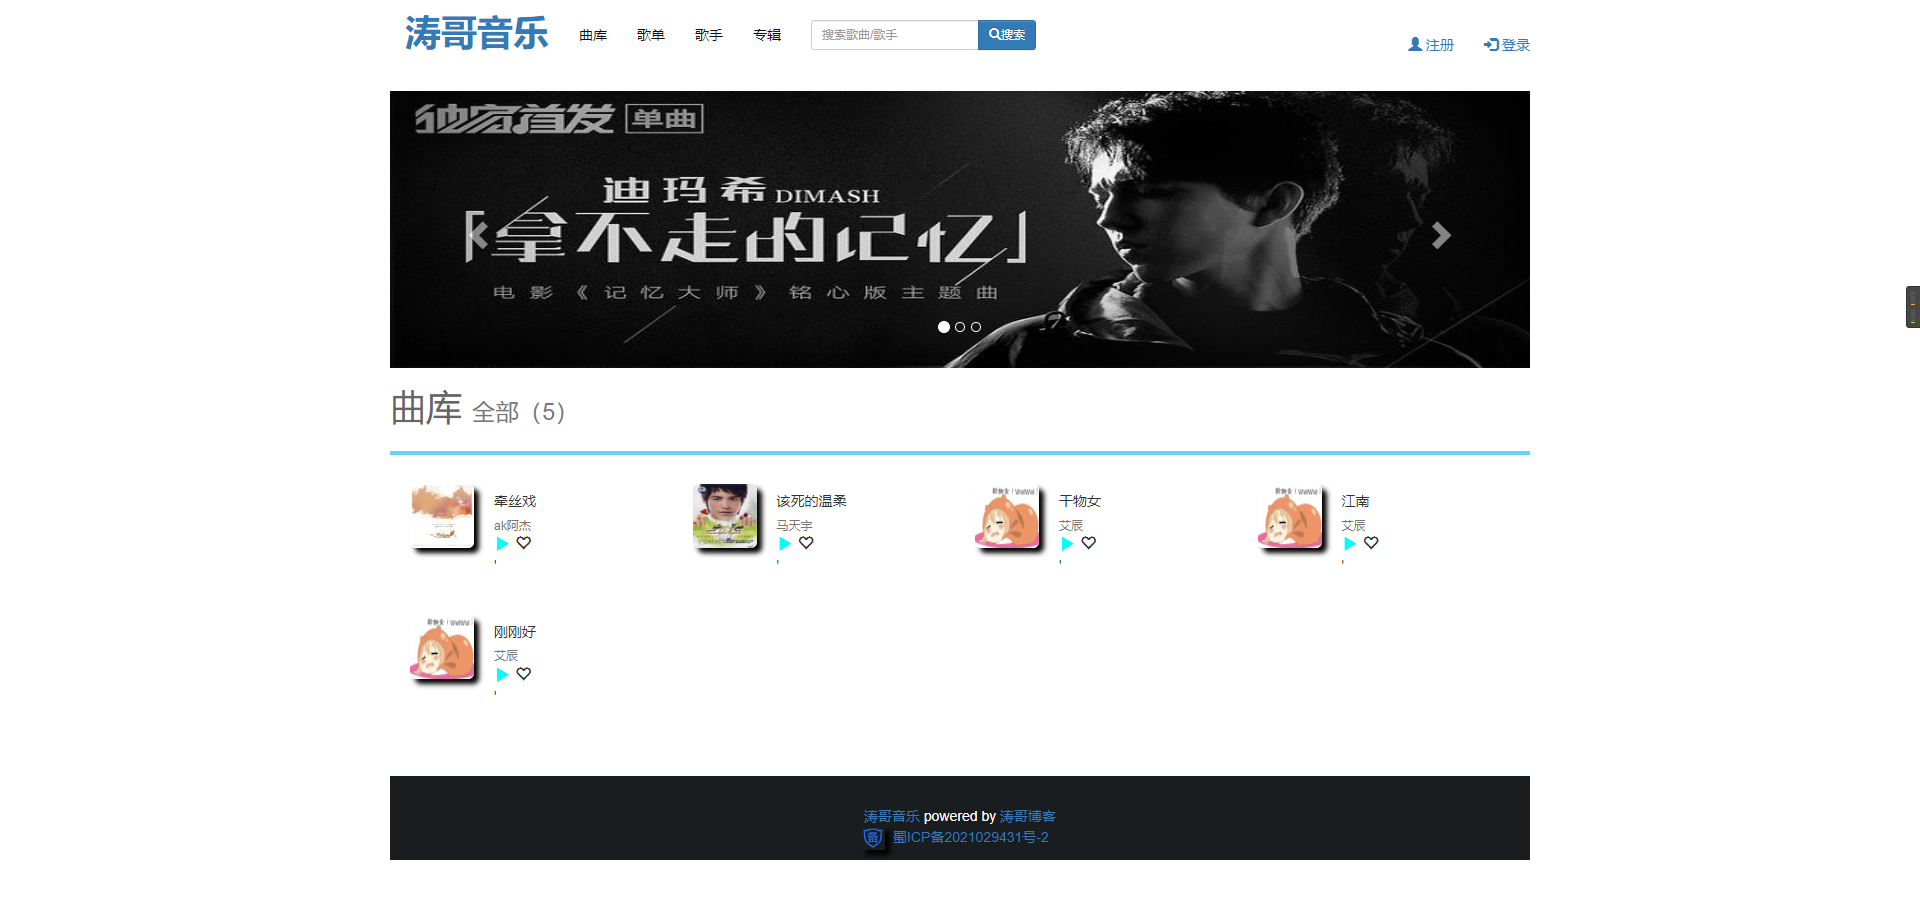 涛哥音乐 曲库 歌单 歌手 专辑 搜索歌曲/歌手 搜索 注册 登录
独家首发 单曲
迪玛希 DIMASH
「拿不走的记忆」
电影《记忆大师》铭心版主题曲
曲库 全部（5）
牵丝戏
ak阿杰
该死的温柔
马天宇
干物女
艾辰
江南
艾辰
刚刚好
艾辰
涛哥音乐 powered by 涛哥博客
蜀ICP备2021029431号-2